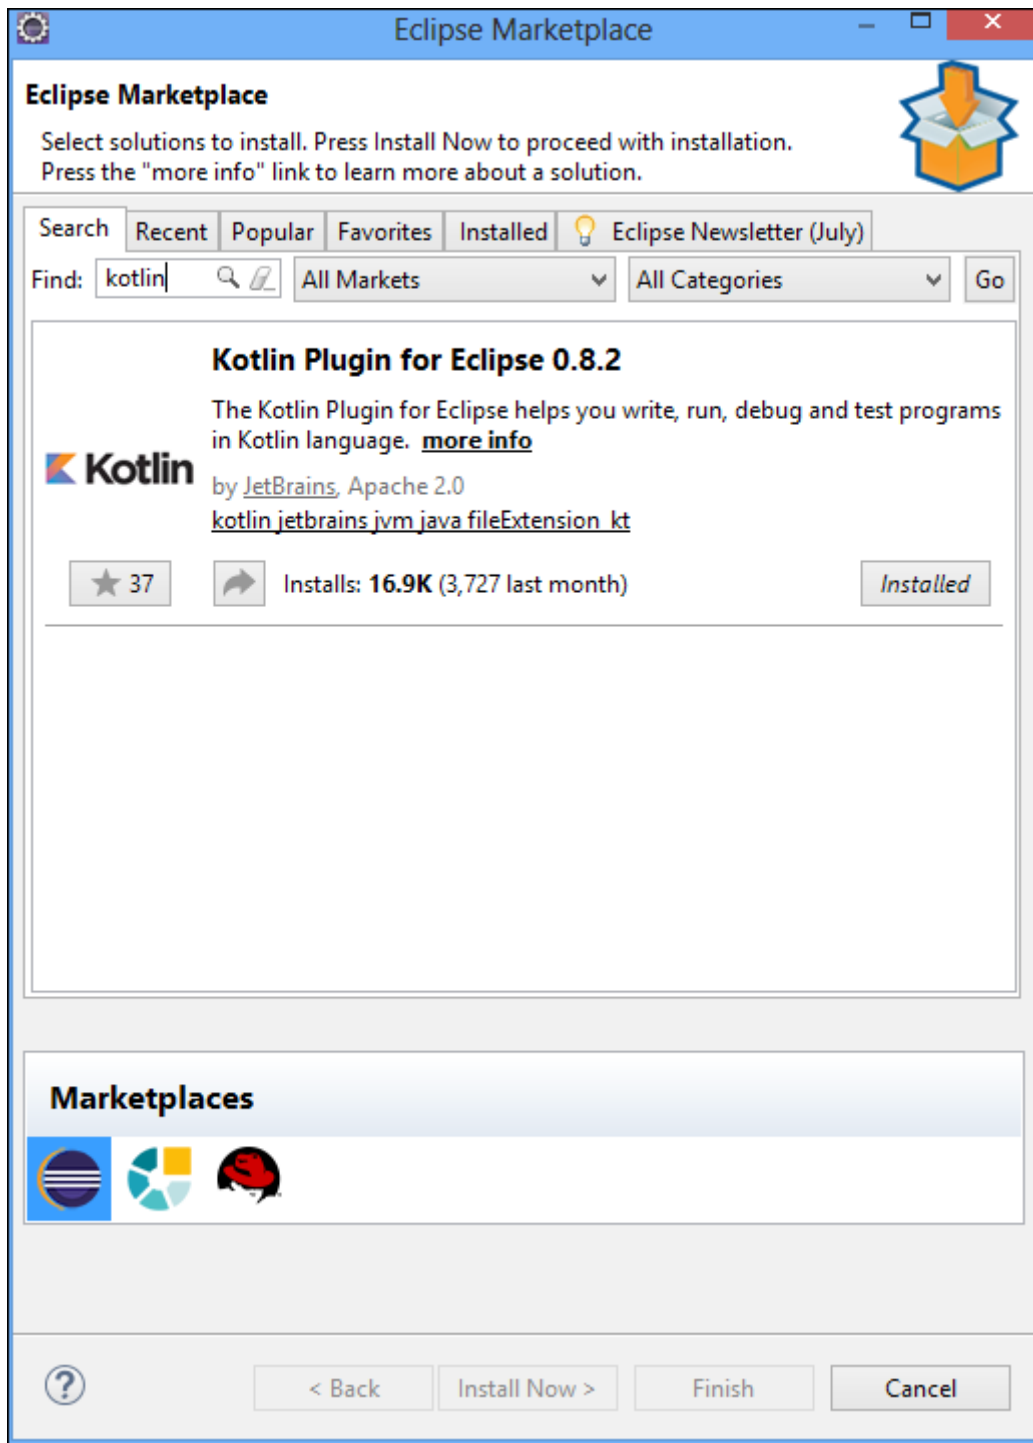 Eclipse Marketplace
Eclipse Marketplace
Select solutions to install. Press Install Now to proceed with installation.
Press the "more info" link to learn more about a solution.
Search Recent Popular Favorites Installed Eclipse Newsletter (July)
Find: kotlin All Markets All Categories Go
Kotlin Plugin for Eclipse 0.8.2
The Kotlin Plugin for Eclipse helps you write, run, debug and test programs
in Kotlin language. more info
Kotlin
by JetBrains, Apache 2.0
kotlin jetbrains jvm java fileExtension_kt
37 Installs: 16.9K (3,727 last month) Installed
Marketplaces
< Back Install Now > Finish Cancel